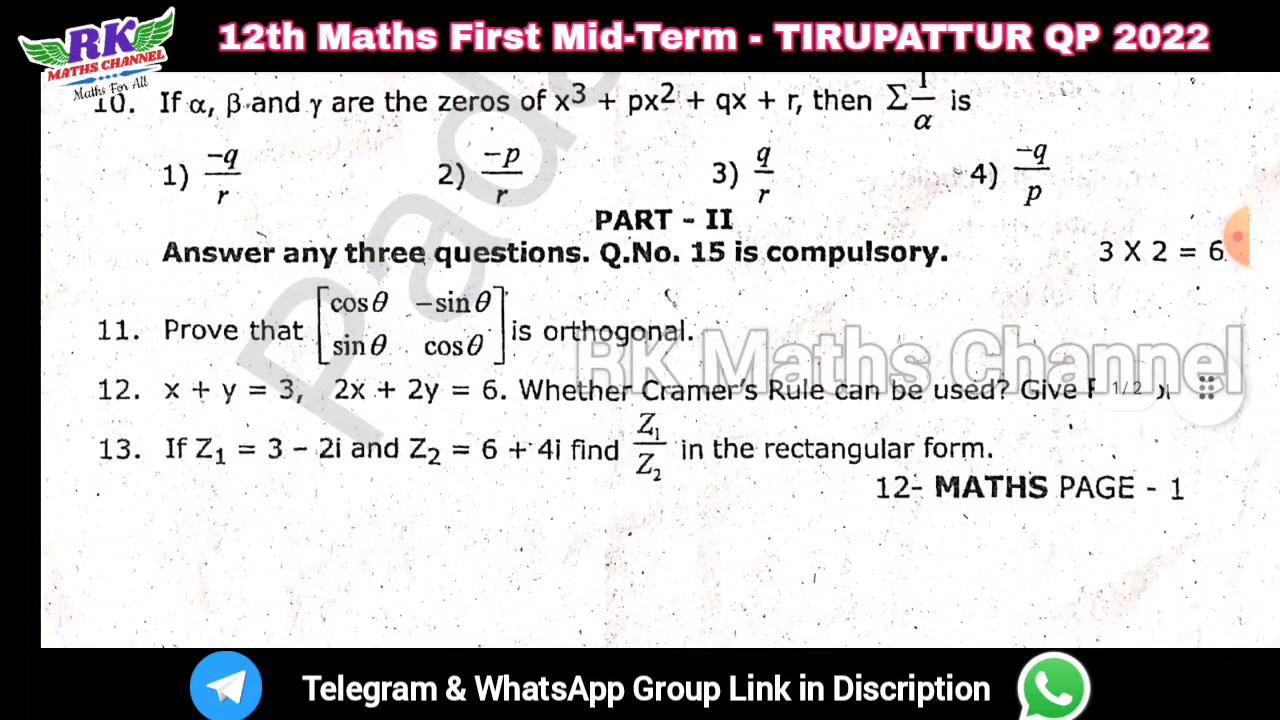 RK
MATHS CHANNEL
Maths For All
12th Maths First Mid-Term - TIRUPATTUR QP 2022
10. If α, β and γ are the zeros of x³ + px² + qx + r, then Σ 1/α is
1) -q/r 2) -p/r 3) q/r 4) -q/p
PART - II
Answer any three questions. Q.No. 15 is compulsory. 3 X 2 = 6
11. Prove that [cosθ -sinθ
sinθ cosθ] is orthogonal.
RK Maths Channel
12. x + y = 3, 2x + 2y = 6. Whether Cramer's Rule can be used? Give
1/2
13. If Z₁ = 3 - 2i and Z₂ = 6 + 4i find Z₁/Z₂ in the rectangular form.
12- MATHS PAGE - 1
Telegram & WhatsApp Group Link in Discription